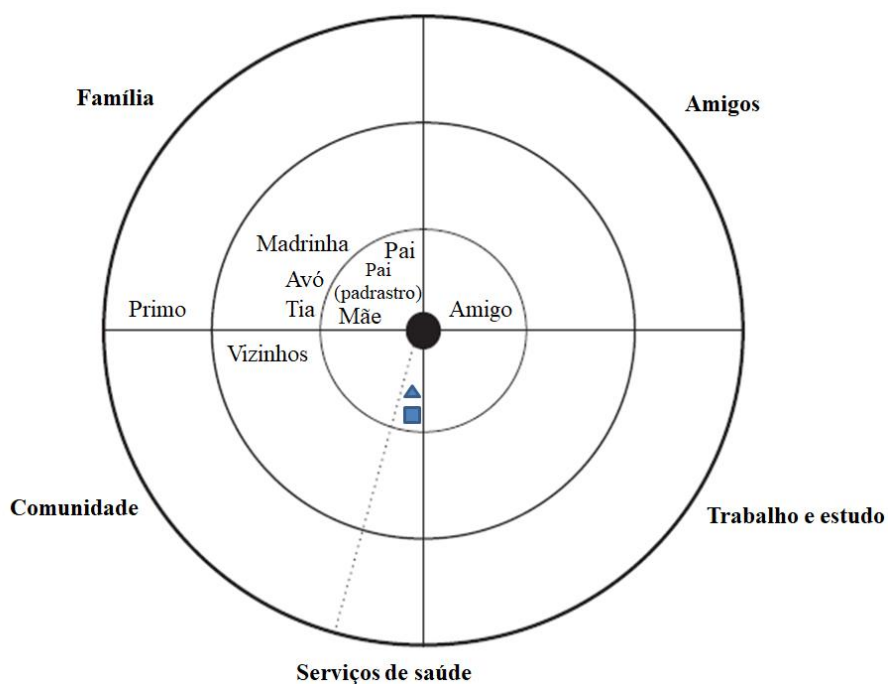 Família
Amigos
Madrinha
Pai
Pai
(padrastro)
Avó
Tia
Mãe
Primo
Amigo
Vizinhos
Comunidade
Trabalho e estudo
Serviços de saúde